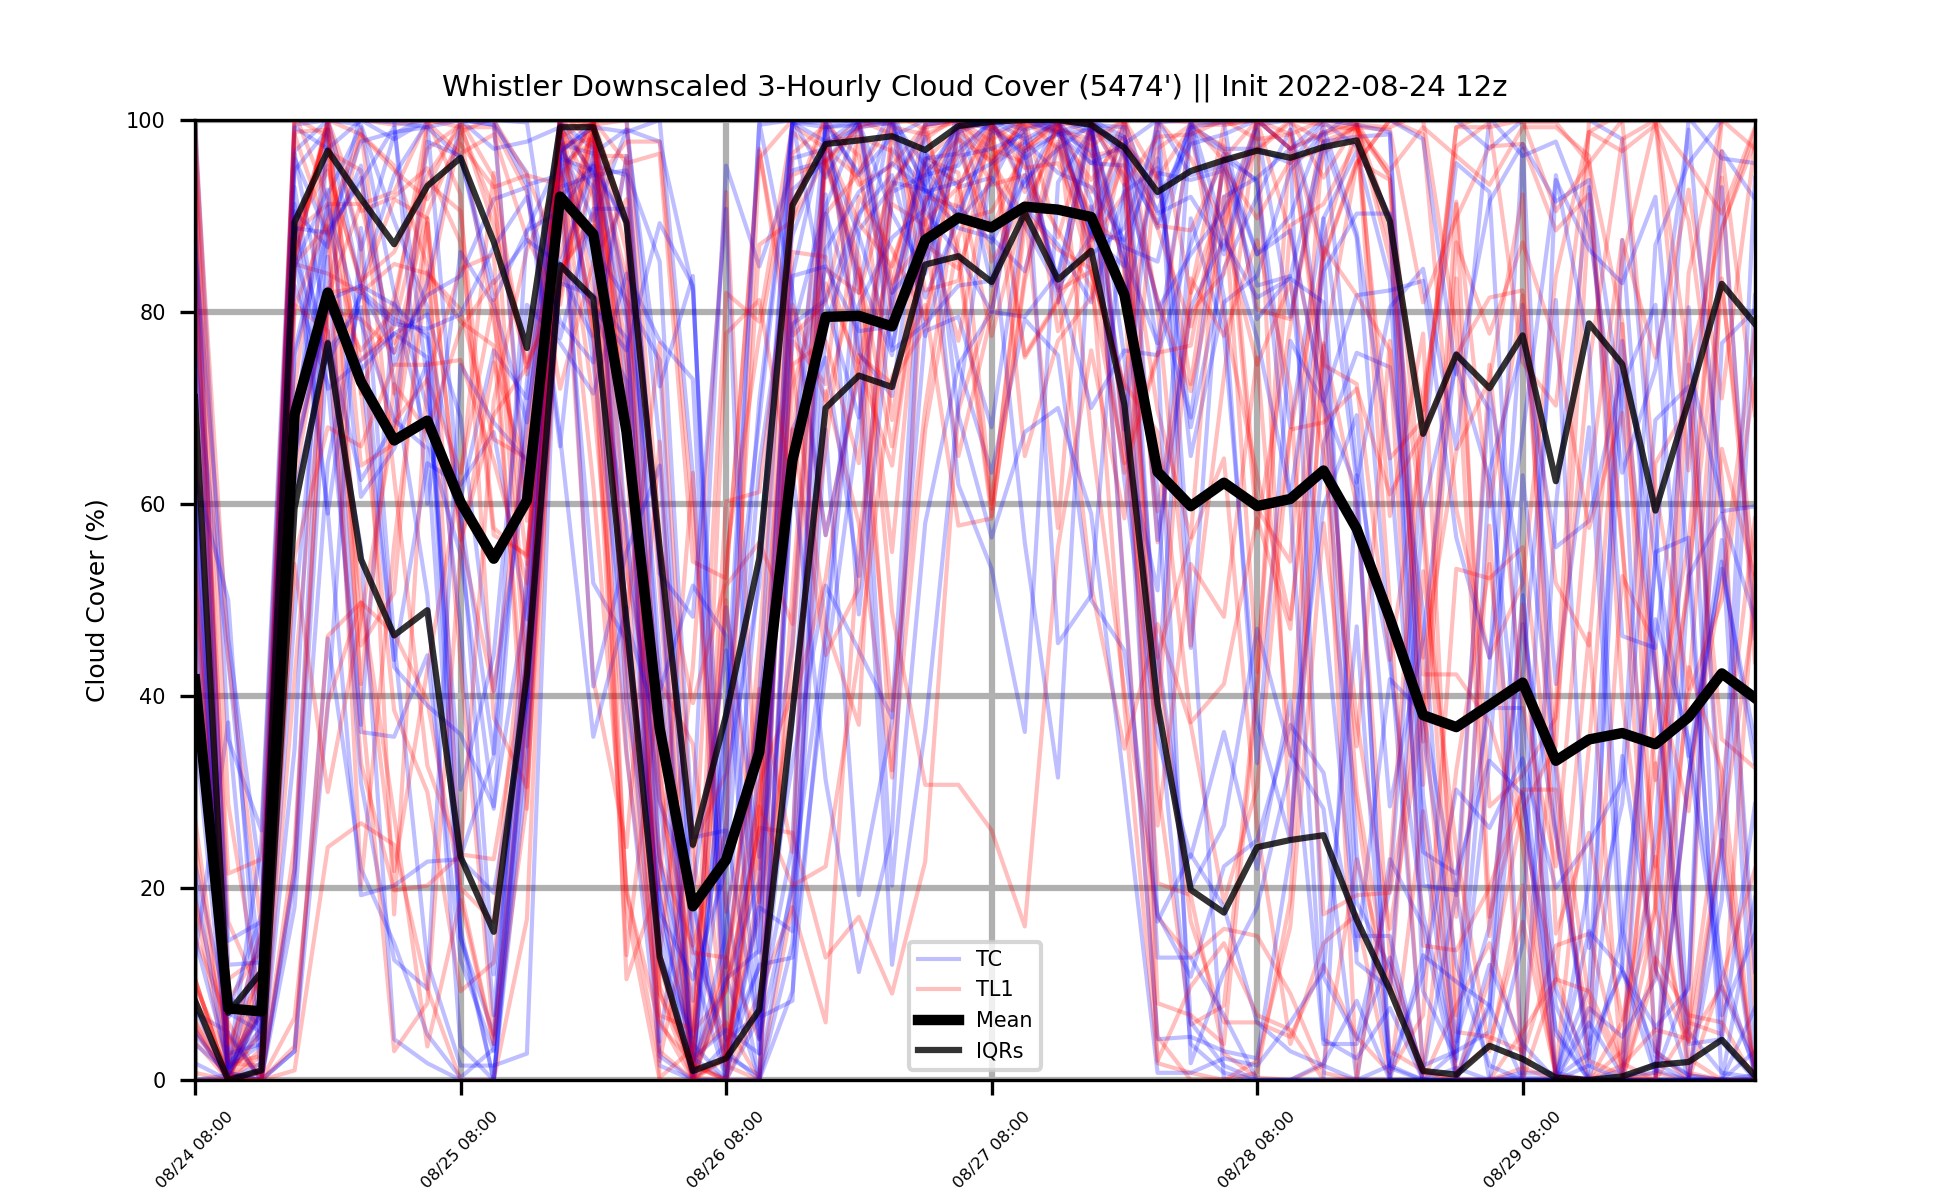 Whistler Downscaled 3-Hourly Cloud Cover (5474') || Init 2022-08-24 12z
Cloud Cover (%)
100
80
60
40
20
0
TC
TL1
Mean
IQRs
08/24 08:00
08/25 08:00
08/26 08:00
08/27 08:00
08/28 08:00
08/29 08:00